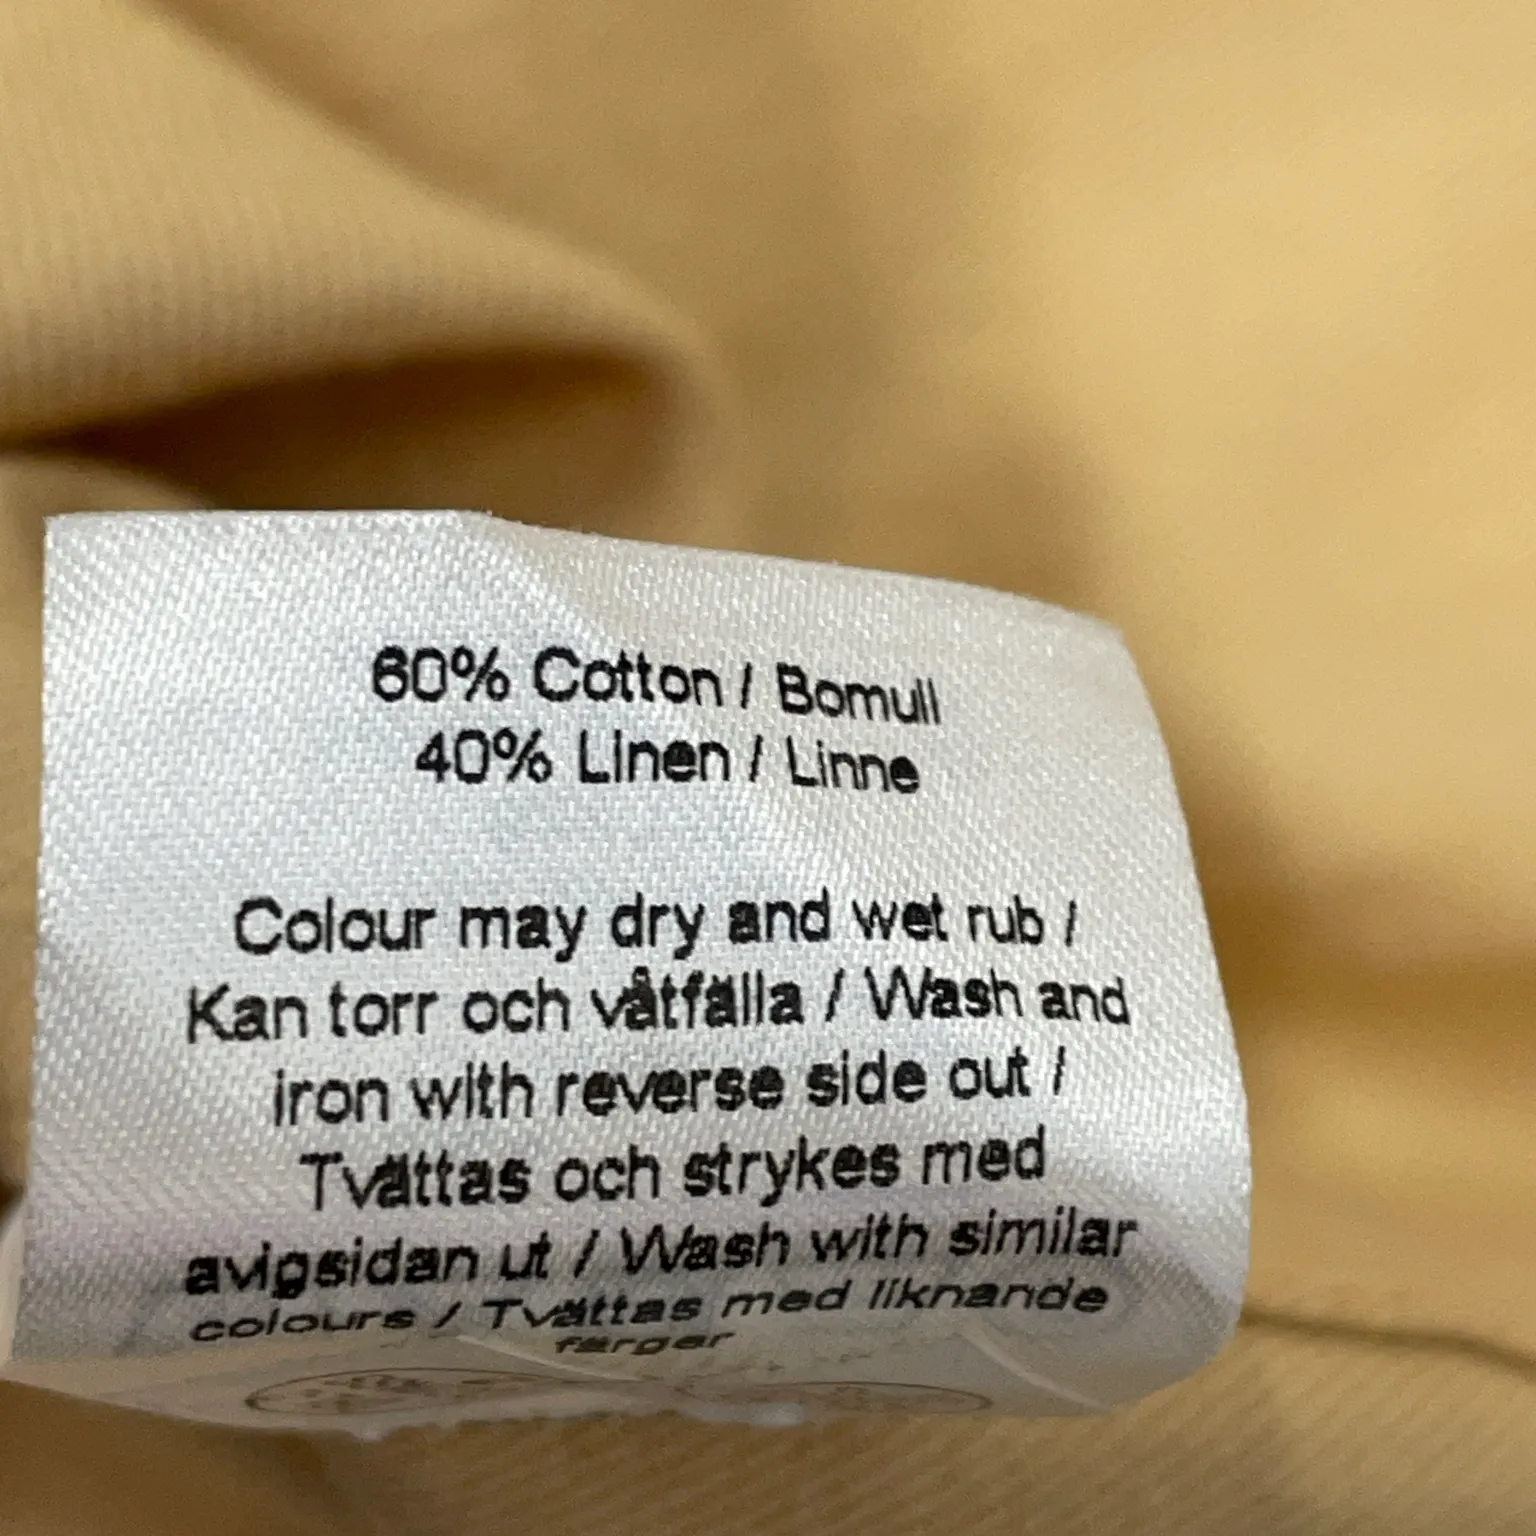 60% Cotton / Bomull
40% Linen / Linne
Colour may dry and wet rub /
Kan torr och våtfälla / Wash and
iron with reverse side out /
Tvättas och strykes med
avigsidan ut / Wash with similar
colours / Tvättas med liknande
färger